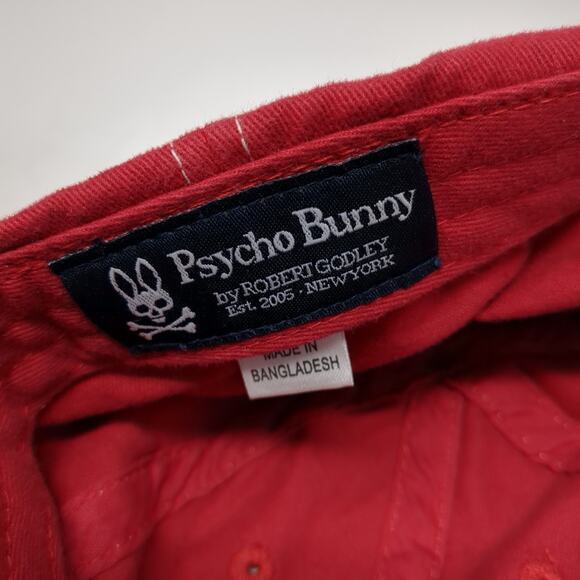 Psycho Bunny
by ROBERT GODLEY
Est. 2005 · NEW YORK
MADE IN
BANGLADESH